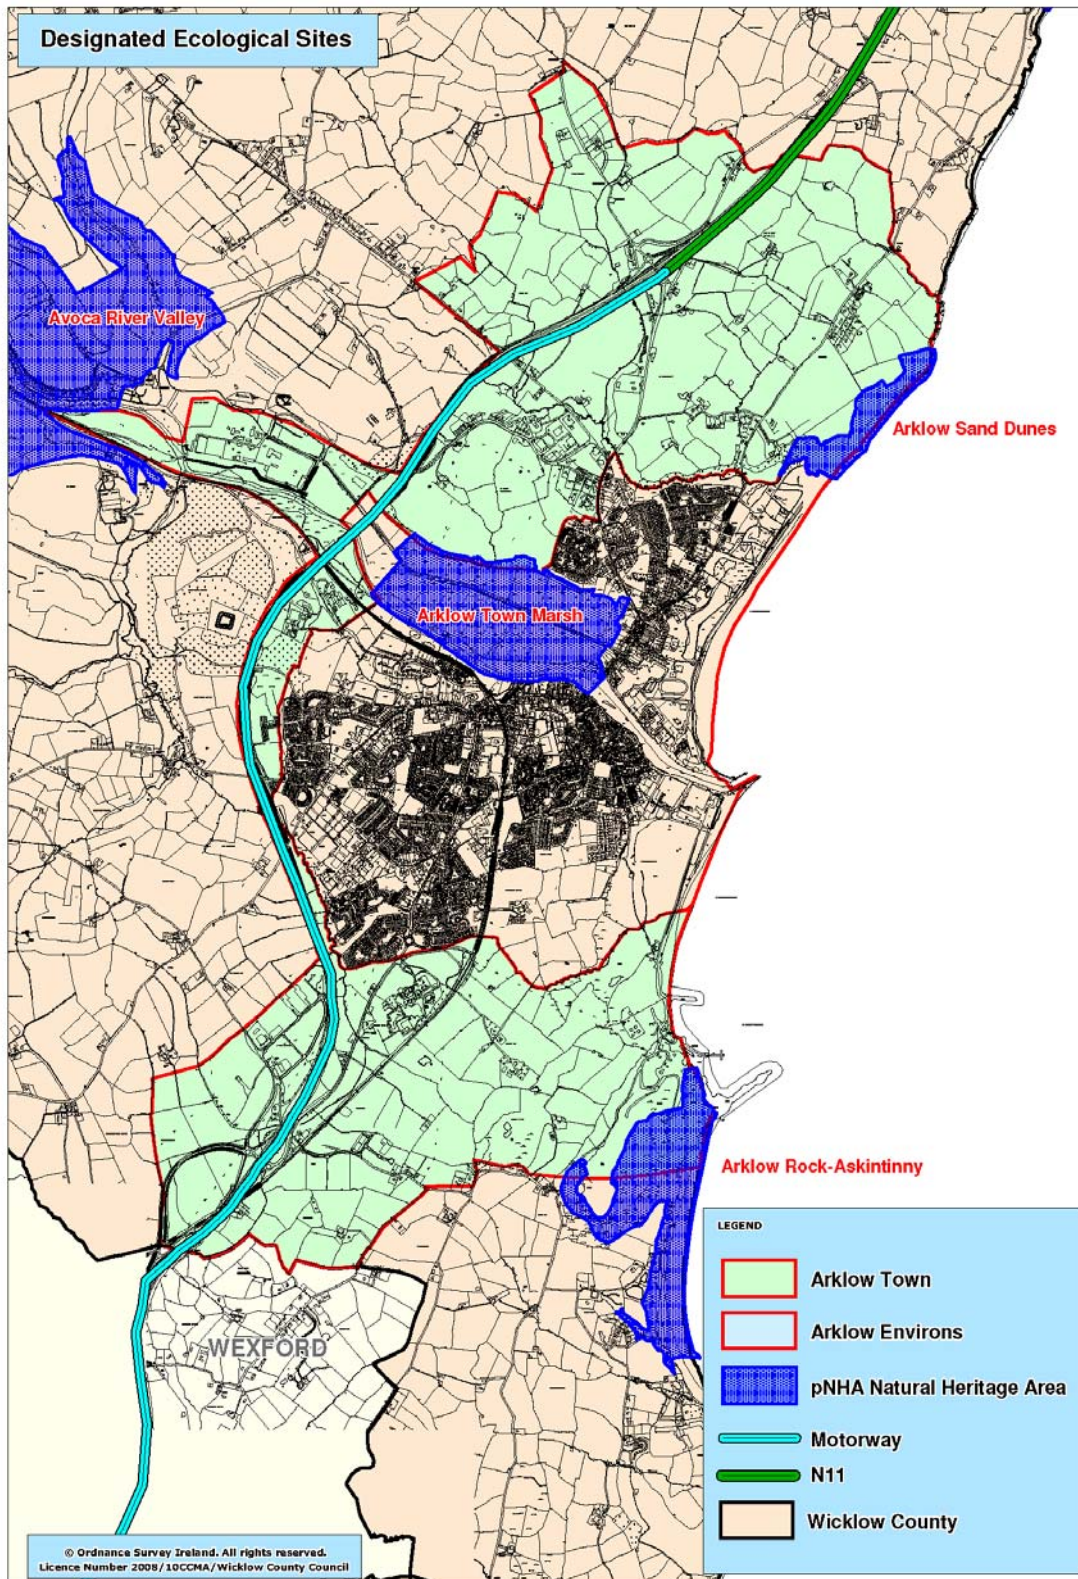 Designated Ecological Sites
Avoca River Valley
Arklow Sand Dunes
Arklow Town Marsh
Arklow Rock-Askintinny
WEXFORD
LEGEND
Arklow Town
Arklow Environs
pNHA Natural Heritage Area
Motorway
N11
Wicklow County
© Ordnance Survey Ireland. All rights reserved.
Licence Number 2008/10CCMA/Wicklow County Council